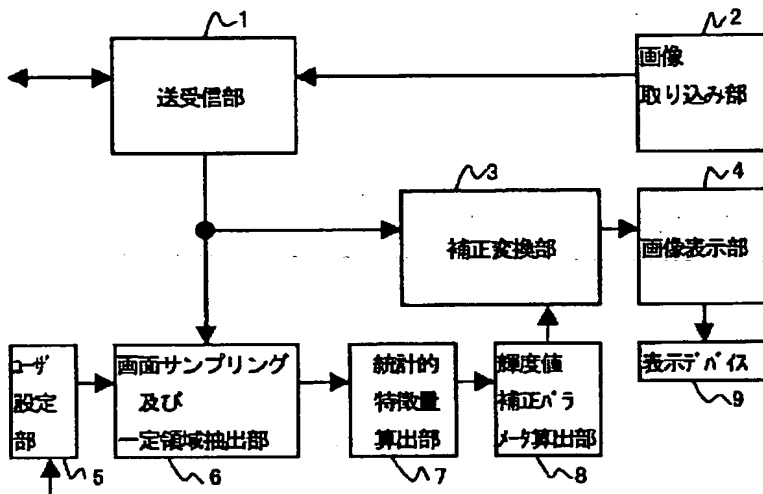 1
送受信部
2
画像
取り込み部
3
補正変換部
4
画像表示部
ユーザ
設定
部
5
画面サンプリング
及び
一定領域抽出部
6
統計的
特徴量
算出部
7
輝度値
補正パラ
メータ算出部
8
表示デバイス
9